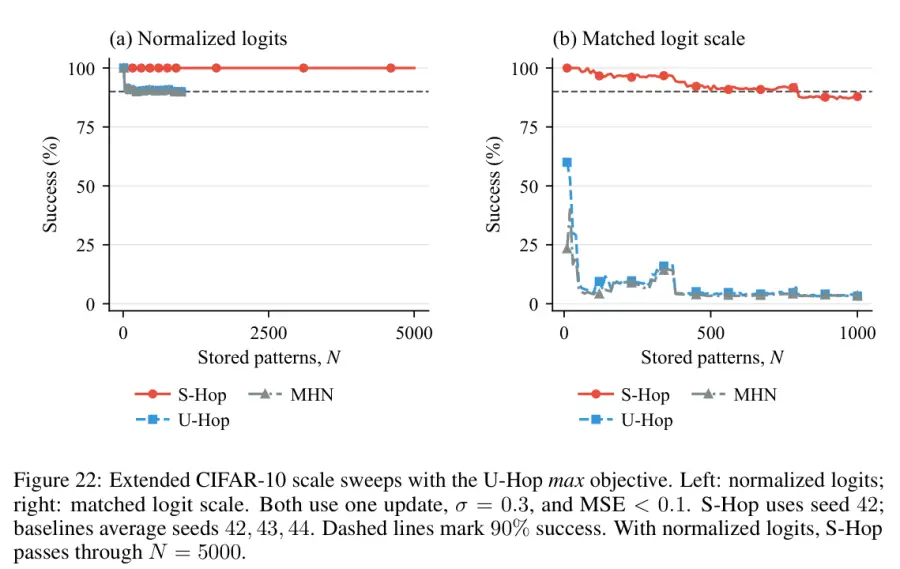 (a) Normalized logits
100
75
50
25
0
Success (%)
0
2500
5000
Stored patterns, N
S-Hop
MHN
U-Hop
(b) Matched logit scale
100
75
50
25
0
Success (%)
0
500
1000
Stored patterns, N
S-Hop
MHN
U-Hop
Figure 22: Extended CIFAR-10 scale sweeps with the U-Hop max objective. Left: normalized logits;
right: matched logit scale. Both use one update, σ = 0.3, and MSE < 0.1. S-Hop uses seed 42;
baselines average seeds 42, 43, 44. Dashed lines mark 90% success. With normalized logits, S-Hop
passes through N = 5000.